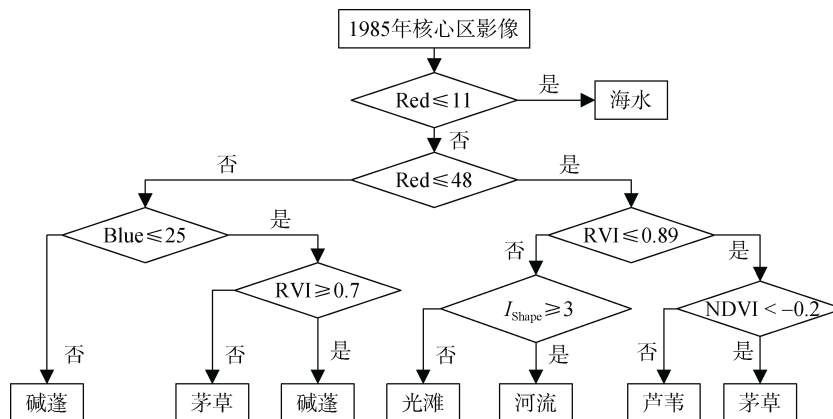 1985年核心区影像
Red≤11
是
海水
否
否
Red≤48
是
Blue≤25
是
RVI≤0.89
是
否
RVI≥0.7
I_Shape≥3
NDVI<-0.2
否
否
是
否
是
否
是
碱蓬
茅草
碱蓬
光滩
河流
芦苇
茅草